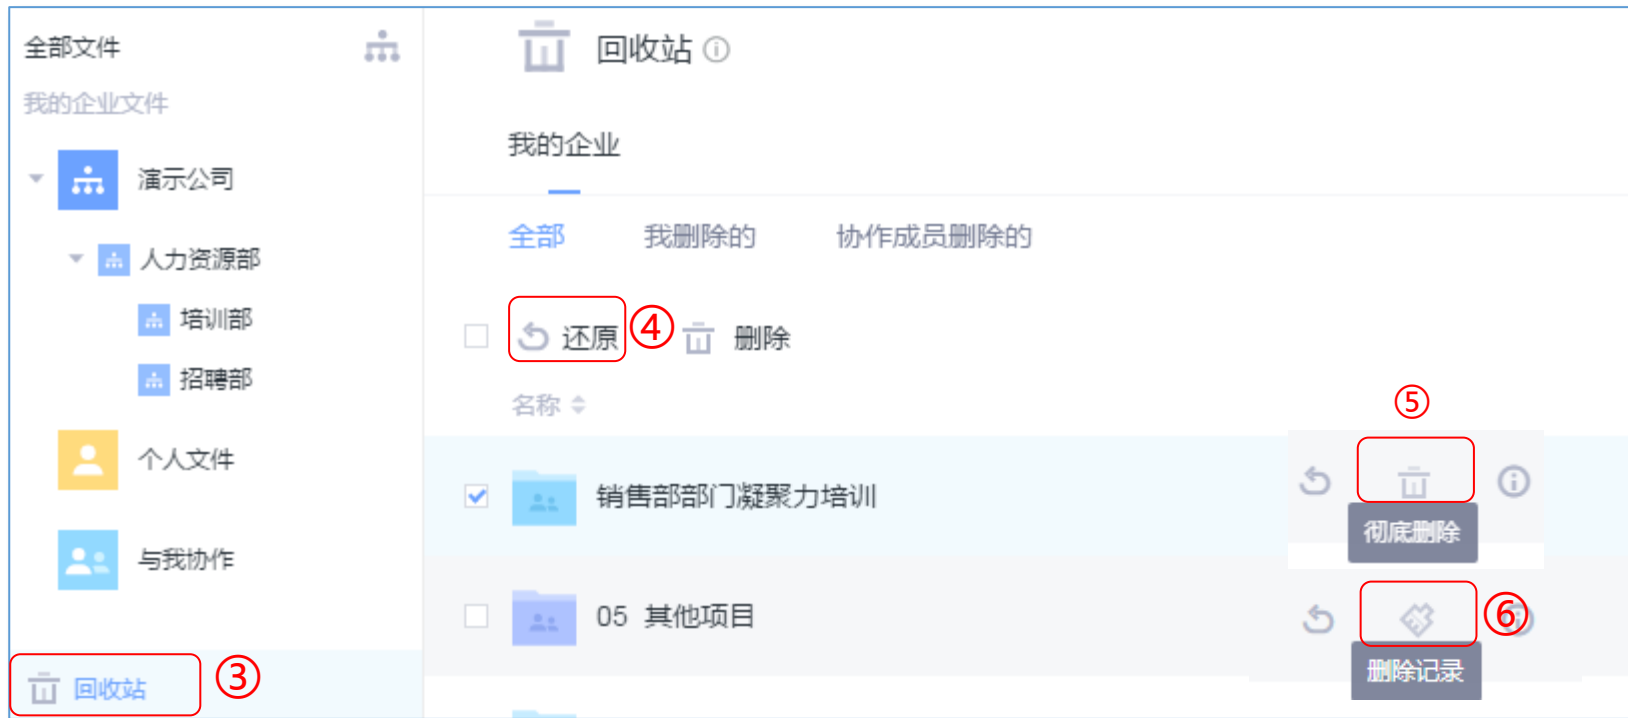 全部文件
我的企业文件
演示公司
人力资源部
培训部
招聘部
个人文件
与我协作
回收站 ③
回收站
我的企业
全部 我删除的 协作成员删除的
还原 ④ 删除
名称
⑤
销售部部门凝聚力培训
彻底删除
05 其他项目 ⑥
删除记录